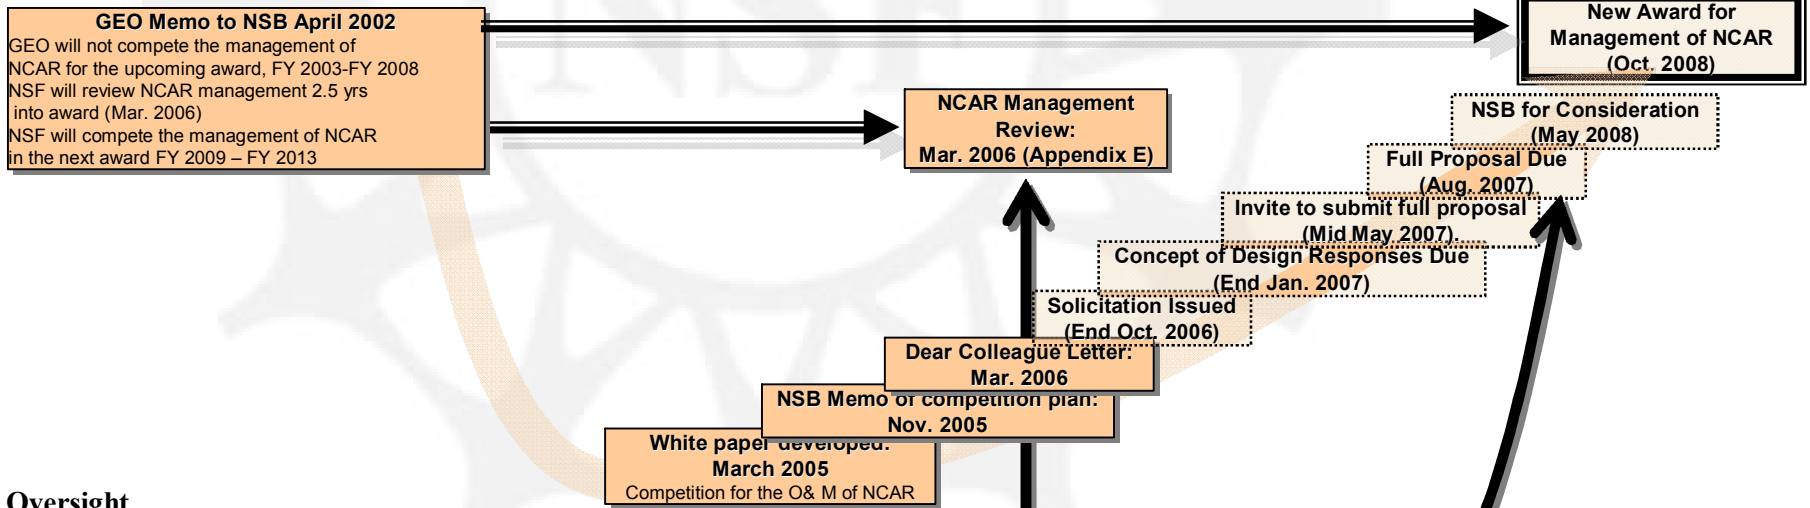 GEO Memo to NSB April 2002
GEO will not compete the management of
NCAR for the upcoming award, FY 2003-FY 2008
NSF will review NCAR management 2.5 yrs
into award (Mar. 2006)
NSF will compete the management of NCAR
in the next award FY 2009 – FY 2013
New Award for
Management of NCAR
(Oct. 2008)
NCAR Management
Review:
Mar. 2006 (Appendix E)
NSB for Consideration
(May 2008)
Full Proposal Due
(Aug. 2007)
Invite to submit full proposal
(Mid May 2007).
Concept of Design Responses Due
(End Jan. 2007)
Solicitation Issued
(End Oct. 2006)
Dear Colleague Letter:
Mar. 2006
NSB Memo of competition plan:
Nov. 2005
White paper developed:
March 2005
Competition for the O& M of NCAR
Oversight
NSF